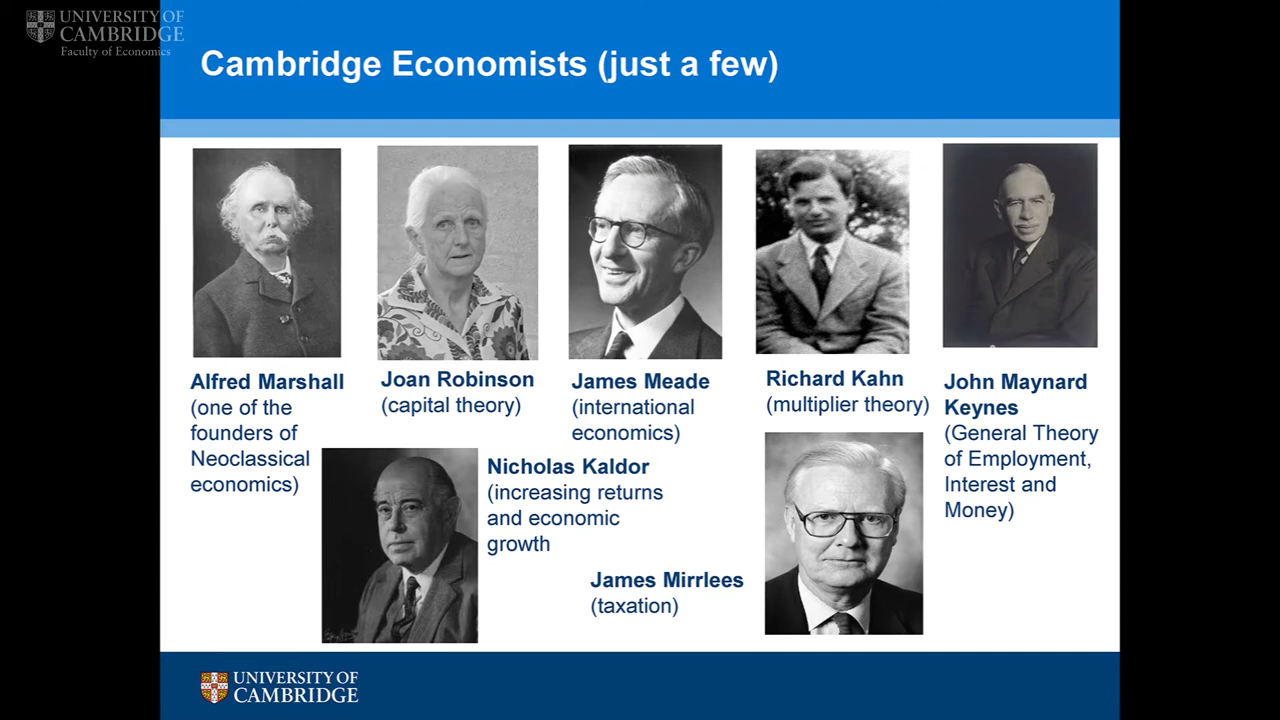 UNIVERSITY OF
CAMBRIDGE
Faculty of Economics
Cambridge Economists (just a few)
Alfred Marshall
(one of the
founders of
Neoclassical
economics)
Joan Robinson
(capital theory)
James Meade
(international
economics)
Richard Kahn
(multiplier theory)
John Maynard
Keynes
(General Theory
of Employment,
Interest and
Money)
Nicholas Kaldor
(increasing returns
and economic
growth
James Mirrlees
(taxation)
UNIVERSITY OF
CAMBRIDGE